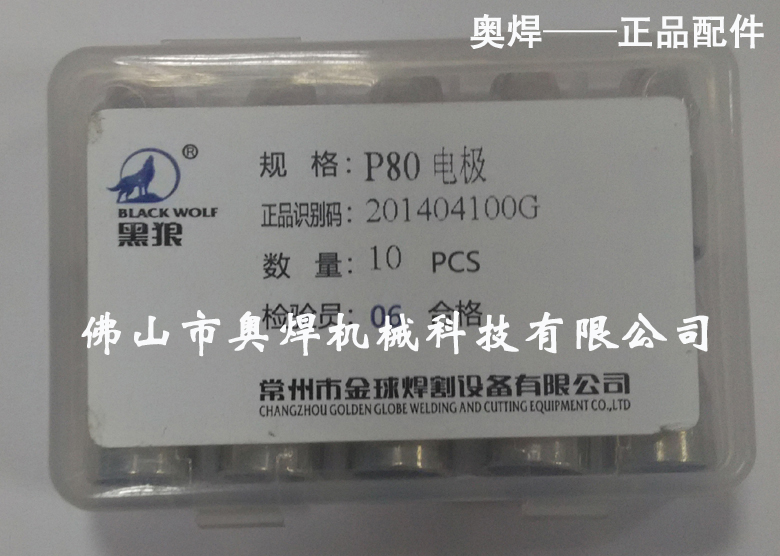 奥焊——正品配件
®
BLACK WOLF
黑狼
规 格：P80 电极
正品识别码：201404100G
数 量：10 PCS
检验员：06 合格
佛山市奥焊机械科技有限公司
常州市金球焊割设备有限公司
CHANGZHOU GOLDEN GLOBE WELDING AND CUTTING EQUIPMENT CO.,LTD